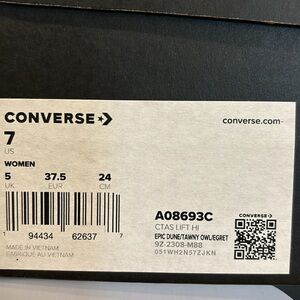 CONVERSE
converse.com
7
US
WOMEN
5 37.5 24
UK EUR CM
1 94434 62637 7
MADE IN VIETNAM
FABRIQUÉ AU VIETNAM
A08693C
CTAS LIFT HI
EPIC DUNE/TAWNY OWL/EGRET
9Z-2308-M88
051WH2N57ZJKN
CONVERSE